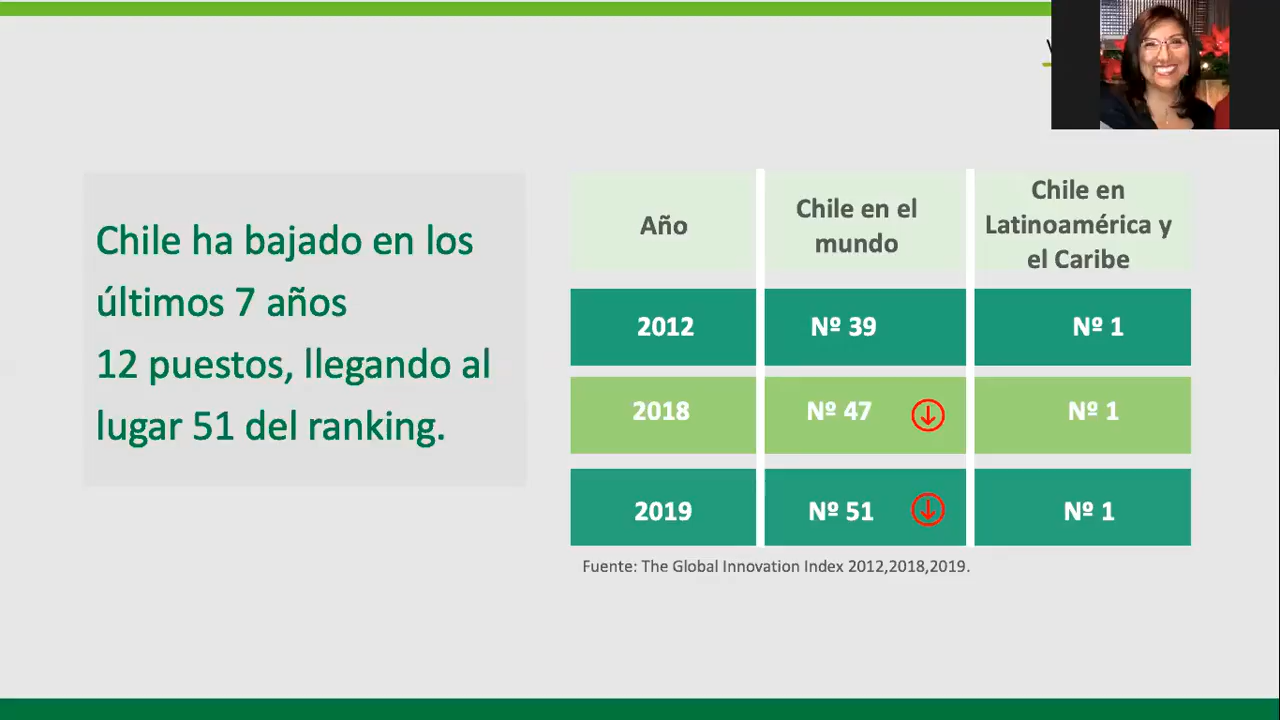 Chile ha bajado en los
últimos 7 años
12 puestos, llegando al
lugar 51 del ranking.
Año
Chile en el
mundo
Chile en
Latinoamérica y
el Caribe
2012
Nº 39
Nº 1
2018
Nº 47
Nº 1
2019
Nº 51
Nº 1
Fuente: The Global Innovation Index 2012,2018,2019.